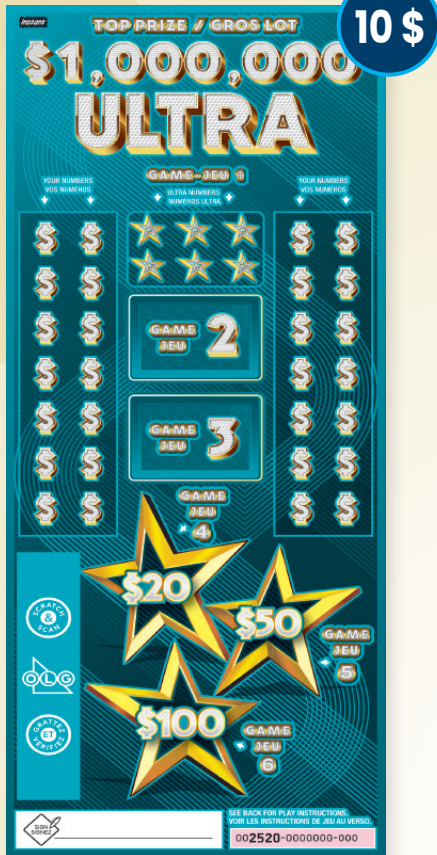 Instant
10 $
TOP PRIZE / GROS LOT
$1,000,000
ULTRA
GAME-JEU 1
YOUR NUMBERS
VOS NUMÉROS
ULTRA NUMBERS
NUMÉROS ULTRA
YOUR NUMBERS
VOS NUMÉROS
$ $ $ $
$ $ $ $
$ $ $ $
$ $ $ $
$ $ $ $
$ $ $ $
$ $ $ $
GAME
JEU
2
GAME
JEU
3
GAME
JEU
4
$20
$50
GAME
JEU
5
$100
GAME
JEU
6
SCRATCH
&
SCAN
OLG
GRATTEZ
ET
VÉRIFIEZ
SIGN
SIGNEZ
SEE BACK FOR PLAY INSTRUCTIONS.
VOIR LES INSTRUCTIONS DE JEU AU VERSO.
002520-0000000-000